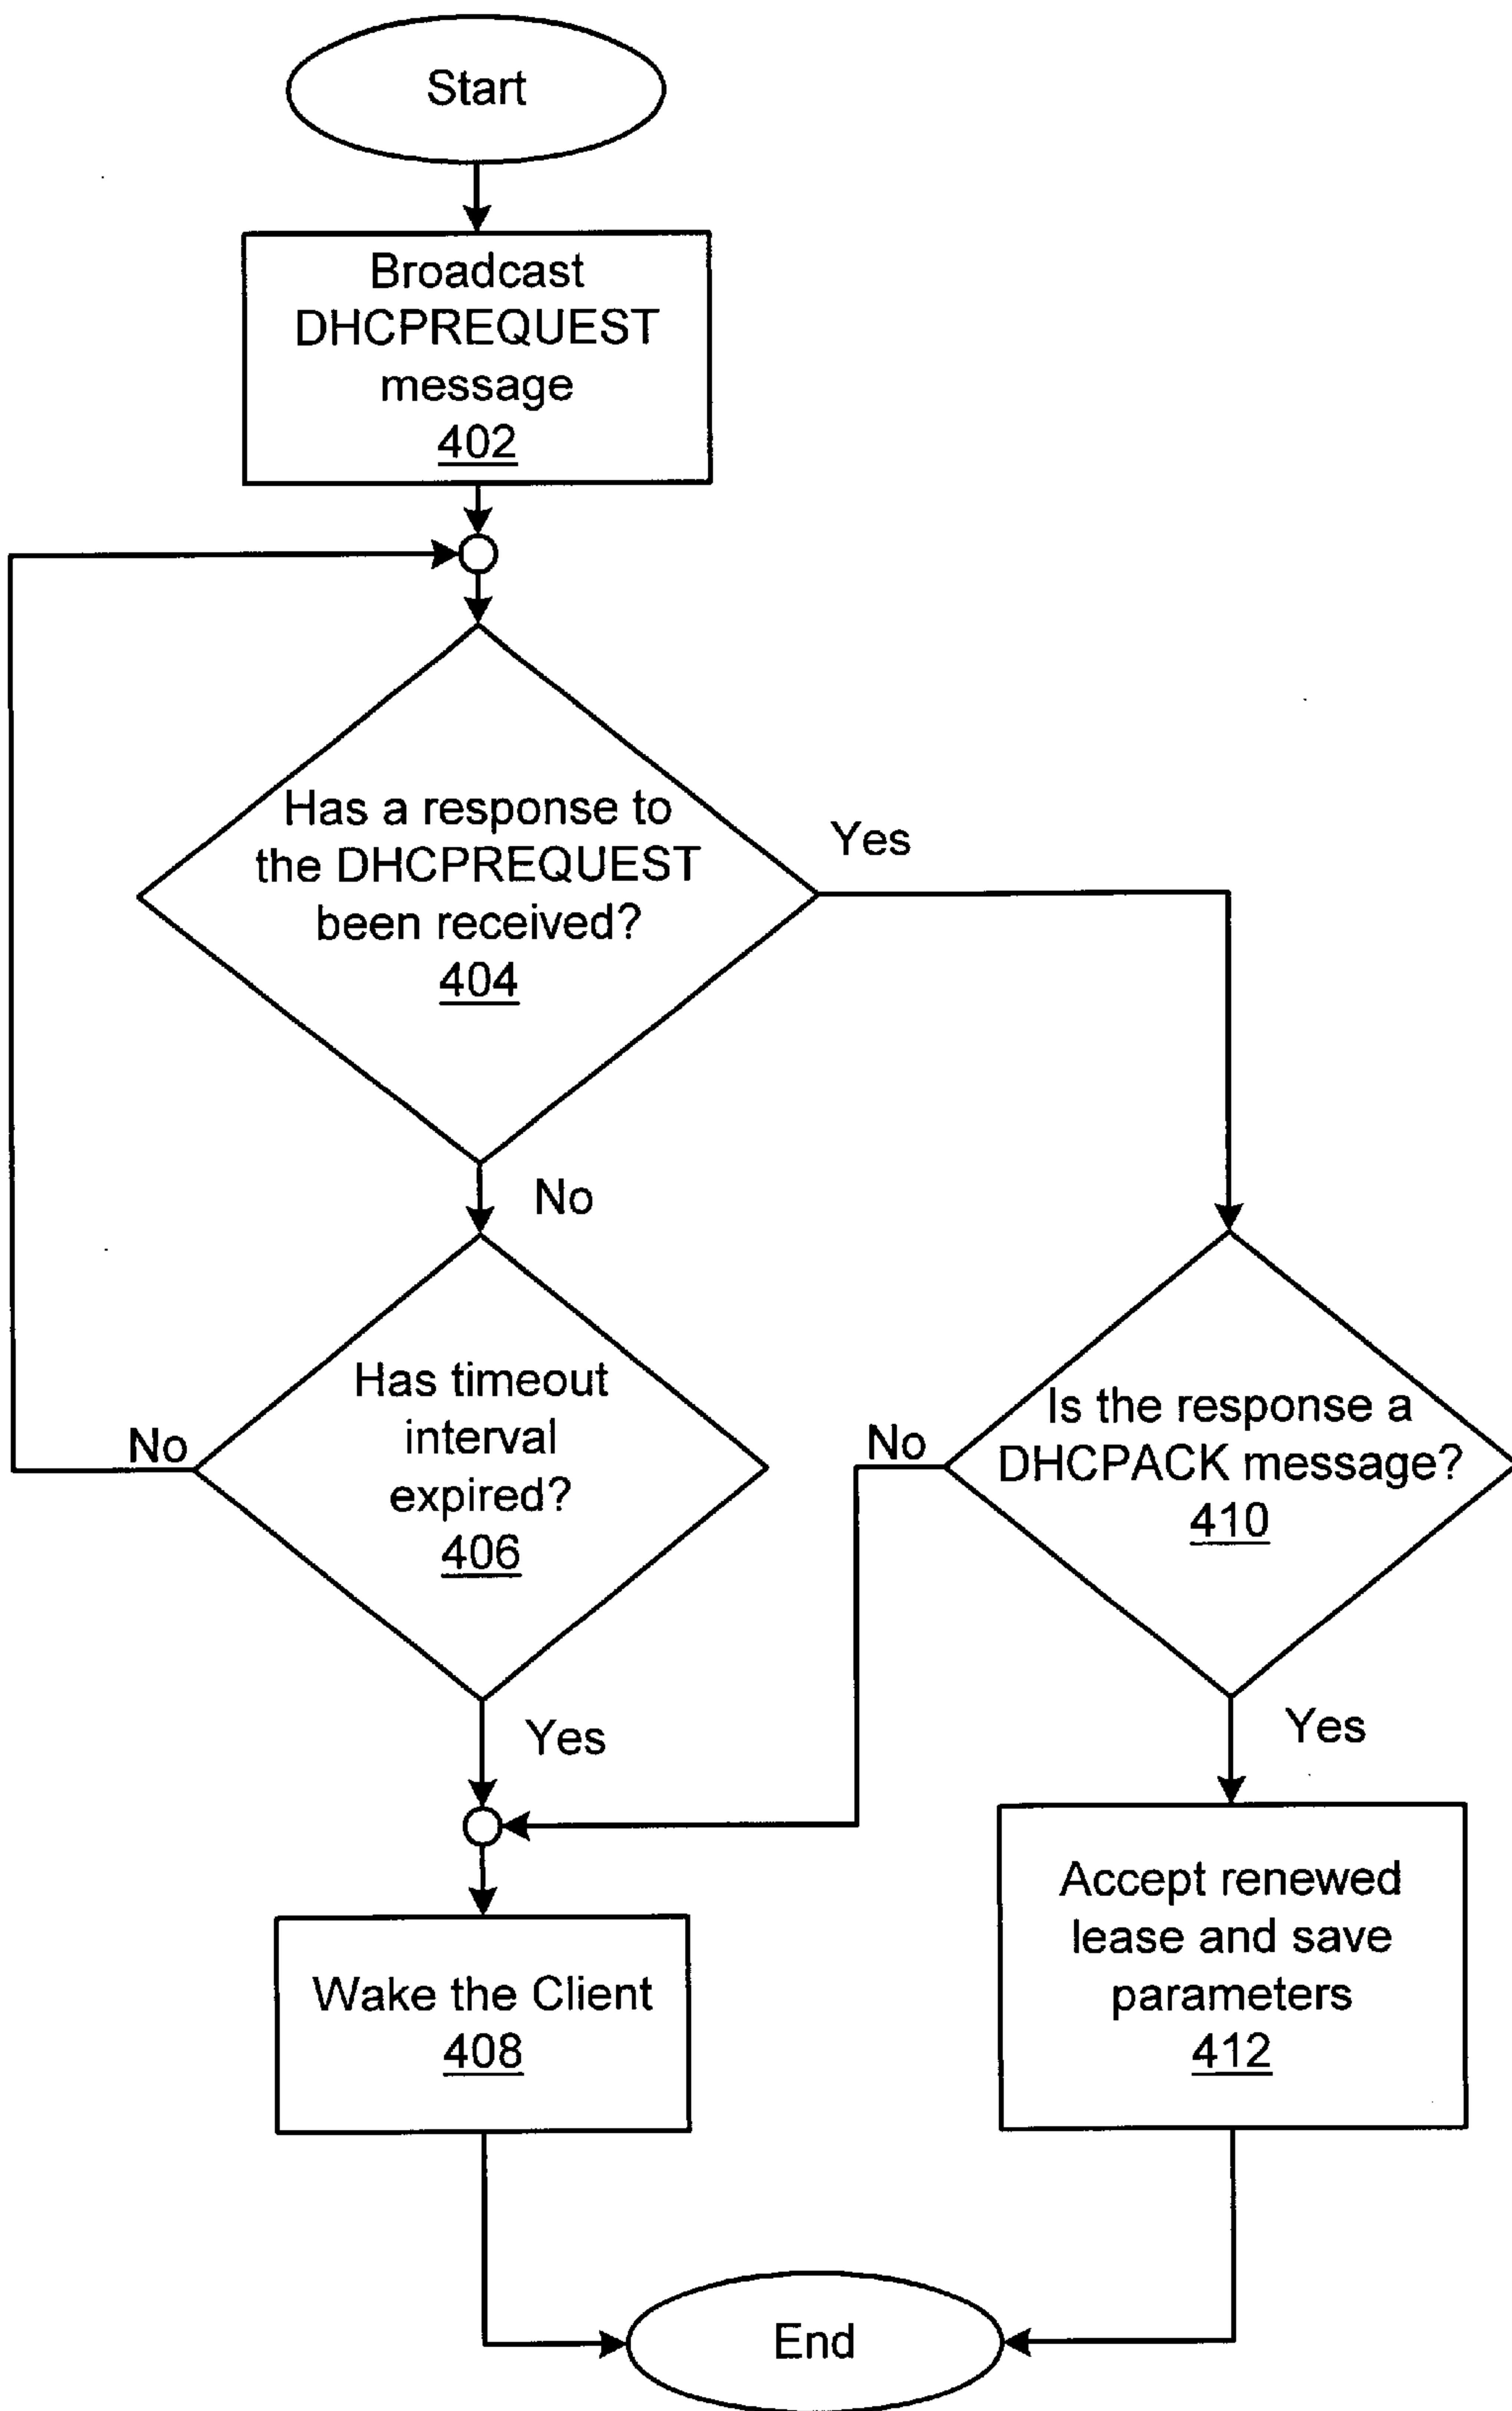 Start
Broadcast
DHCPREQUEST
message
402
Has a response to
the DHCPREQUEST
been received?
404
Yes
No
Has timeout
interval
expired?
406
No
Yes
Is the response a
DHCPACK message?
410
No
Yes
Wake the Client
408
Accept renewed
lease and save
parameters
412
End